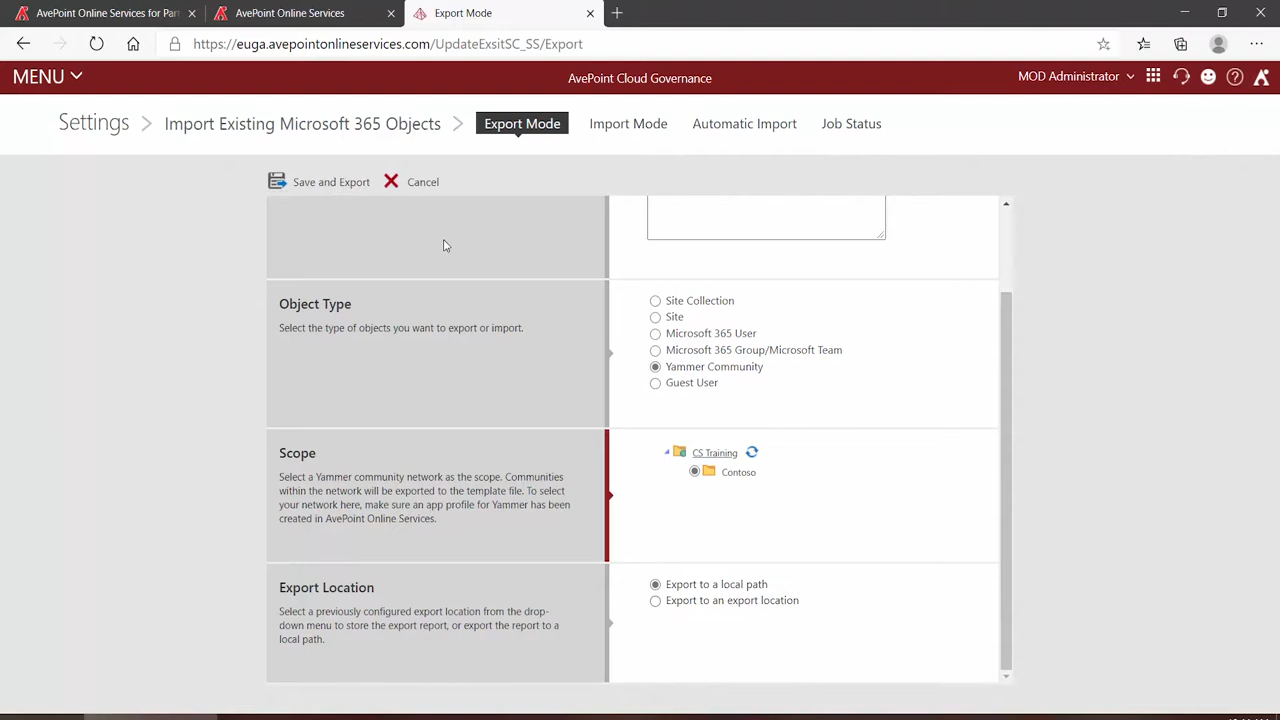 AvePoint Online Services for Part
AvePoint Online Services
Export Mode
https://euga.avepointonlineservices.com/UpdateExsitSC_SS/Export
MENU
AvePoint Cloud Governance
MOD Administrator
Settings
Import Existing Microsoft 365 Objects
Export Mode
Import Mode
Automatic Import
Job Status
Save and Export
Cancel
Object Type
Select the type of objects you want to export or import.
Site Collection
Site
Microsoft 365 User
Microsoft 365 Group/Microsoft Team
Yammer Community
Guest User
Scope
Select a Yammer community network as the scope. Communities
within the network will be exported to the template file. To select
your network here, make sure an app profile for Yammer has been
created in AvePoint Online Services.
CS Training
Contoso
Export Location
Select a previously configured export location from the drop-
down menu to store the export report, or export the report to a
local path.
Export to a local path
Export to an export location